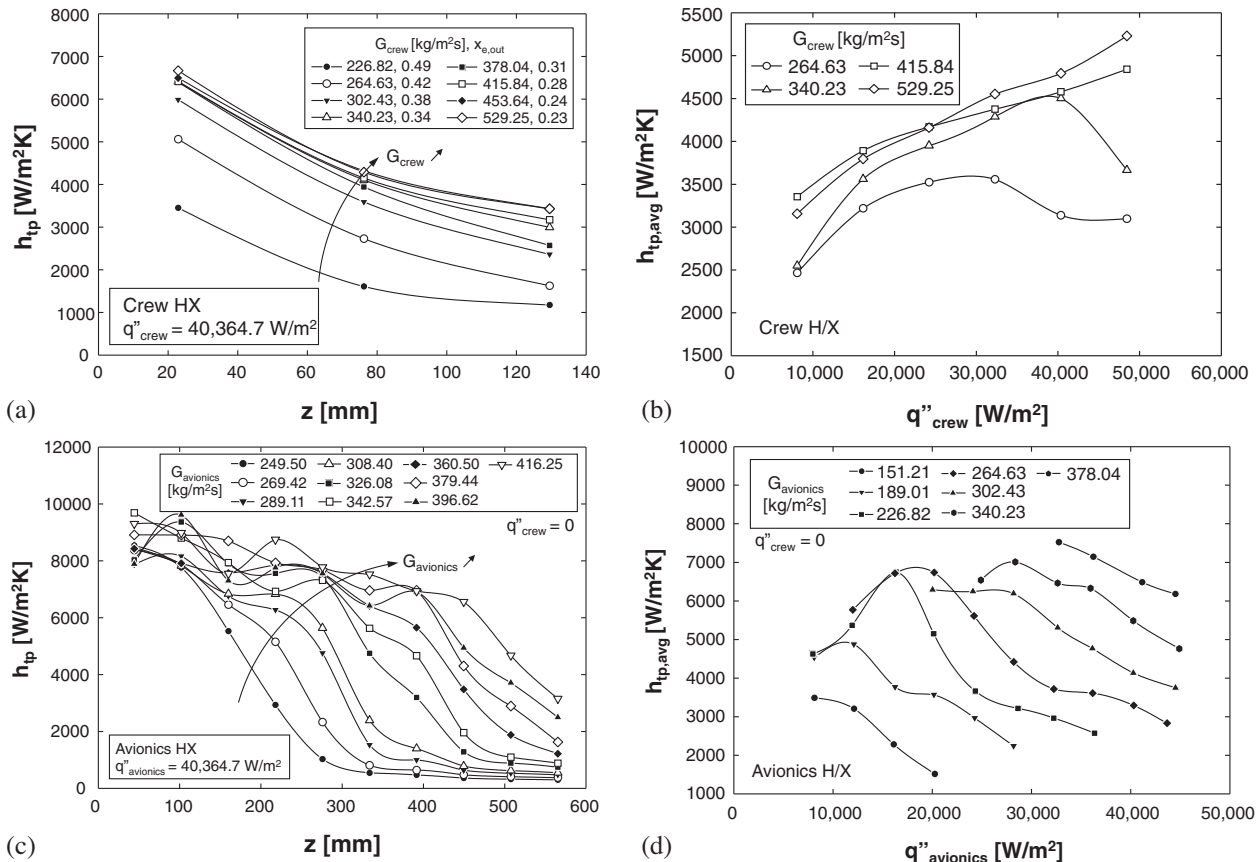 8000
7000
6000
5000
4000
3000
2000
1000
0
h_tp [W/m²K]
G_crew [kg/m²s], x_e,out
226.82, 0.49
378.04, 0.31
264.63, 0.42
415.84, 0.28
302.43, 0.38
453.64, 0.24
340.23, 0.34
529.25, 0.23
G_crew
Crew HX
q"_crew = 40,364.7 W/m²
0 20 40 60 80 100 120 140
(a)
z [mm]
5500
5000
4500
4000
3500
3000
2500
2000
1500
h_tp,avg [W/m²K]
G_crew [kg/m²s]
264.63
415.84
340.23
529.25
Crew H/X
0 10,000 20,000 30,000 40,000 50,000 60,000
(b)
q"_crew [W/m²]
12000
10000
8000
6000
4000
2000
0
h_tp [W/m²K]
G_avionics
[kg/m²s]
249.50 308.40 360.50 416.25
269.42 326.08 379.44
289.11 342.57 396.62
q"_crew = 0
G_avionics
Avionics HX
q"_avionics = 40,364.7 W/m²
0 100 200 300 400 500 600
(c)
z [mm]
10000
9000
8000
7000
6000
5000
4000
3000
2000
1000
h_tp,avg [W/m²K]
G_avionics
[kg/m²s]
151.21 264.63 378.04
189.01 302.43
226.82 340.23
q"_crew = 0
Avionics H/X
0 10,000 20,000 30,000 40,000 50,000
(d)
q"_avionics [W/m²]